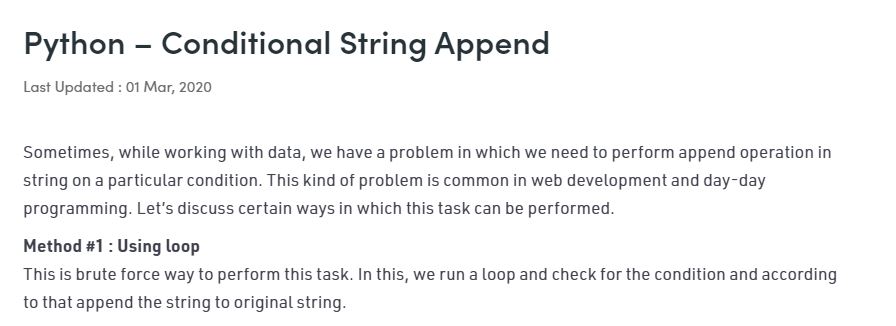 Python – Conditional String Append
Last Updated : 01 Mar, 2020
Sometimes, while working with data, we have a problem in which we need to perform append operation in
string on a particular condition. This kind of problem is common in web development and day-day
programming. Let’s discuss certain ways in which this task can be performed.
Method #1 : Using loop
This is brute force way to perform this task. In this, we run a loop and check for the condition and according
to that append the string to original string.